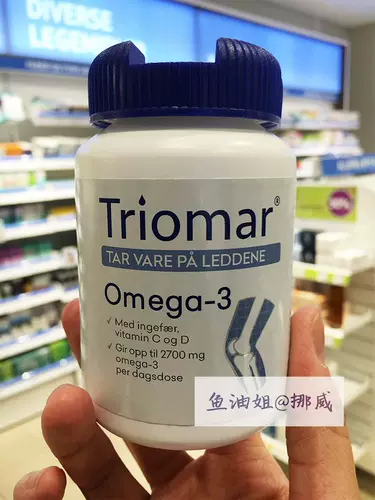 DIVERSE
LEGEMID
Triomar®
TAR VARE PÅ LEDDENE
Omega-3
✓ Med ingefær,
vitamin C og D
✓ Gir opp til 2700 mg
omega-3
per dagsdose
鱼油姐@挪威